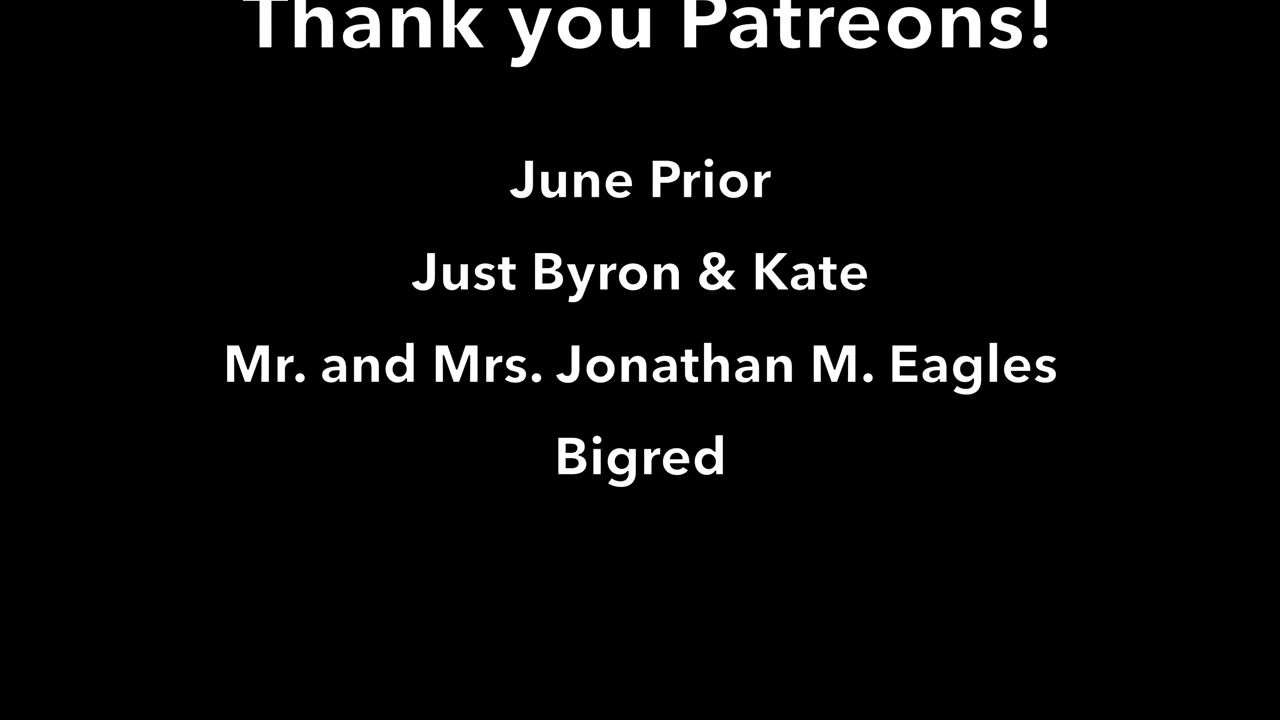 Thank you Patreons!
June Prior
Just Byron & Kate
Mr. and Mrs. Jonathan M. Eagles
Bigred